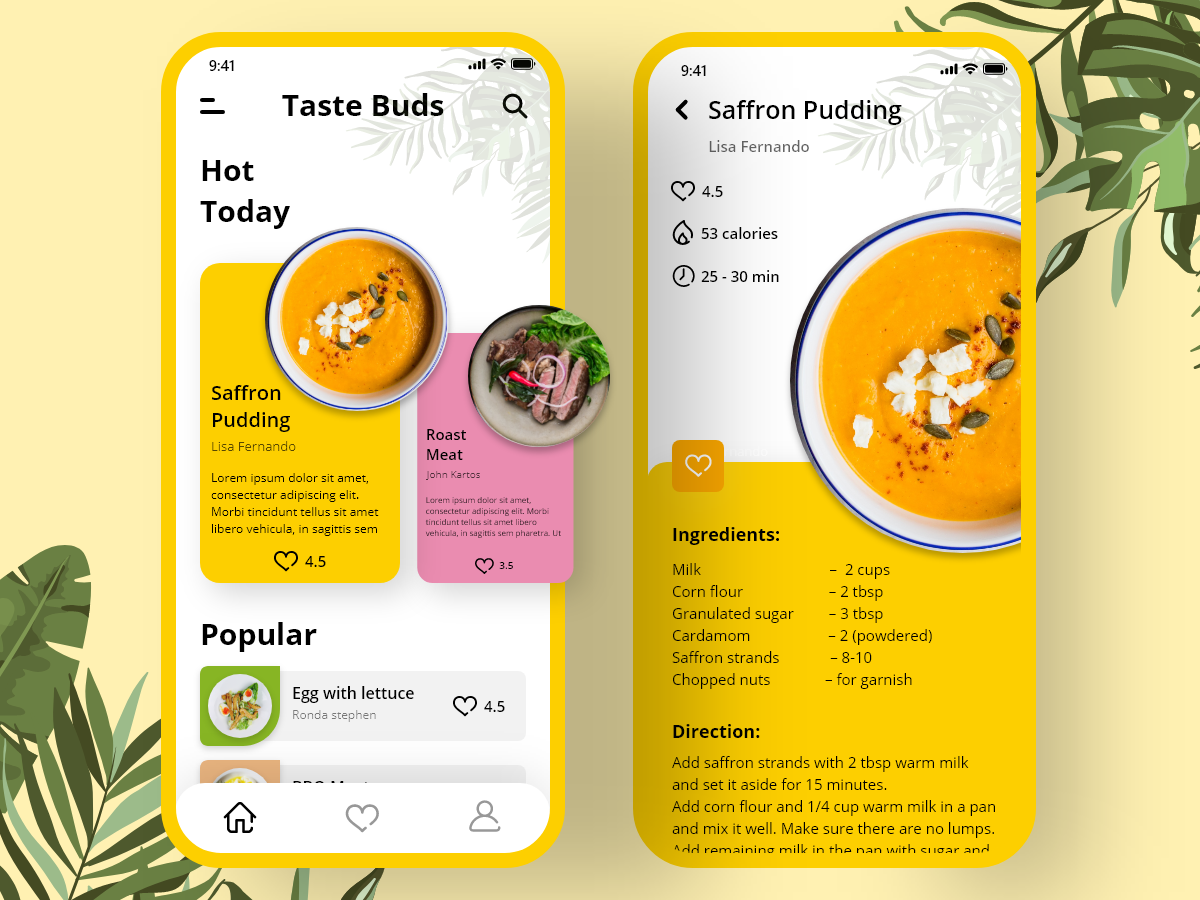 9:41
Taste Buds
Hot
Today
Saffron
Pudding
Lisa Fernando
Lorem ipsum dolor sit amet,
consectetur adipiscing elit.
Morbi tincidunt tellus sit amet
libero vehicula, in sagittis sem
4.5
Roast
Meat
John Kartos
Lorem ipsum dolor sit amet,
consectetur adipiscing elit. Morbi
tincidunt tellus sit amet libero
vehicula, in sagittis sem pharetra. Ut
3.5
Popular
Egg with lettuce
Ronda stephen
4.5
9:41
Saffron Pudding
Lisa Fernando
4.5
53 calories
25 - 30 min
Ingredients:
Milk – 2 cups
Corn flour – 2 tbsp
Granulated sugar – 3 tbsp
Cardamom – 2 (powdered)
Saffron strands – 8-10
Chopped nuts – for garnish
Direction:
Add saffron strands with 2 tbsp warm milk
and set it aside for 15 minutes.
Add corn flour and 1/4 cup warm milk in a pan
and mix it well. Make sure there are no lumps.
Add remaining milk in the pan with sugar and